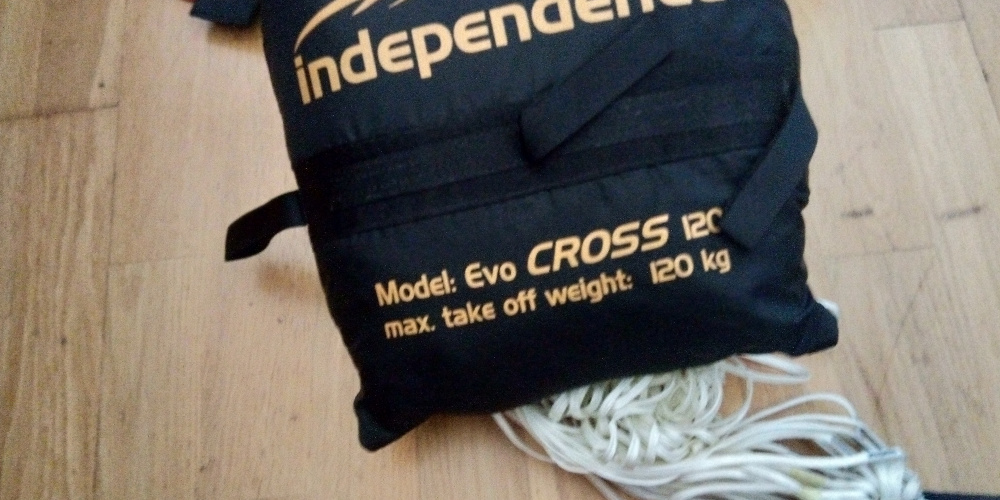 independence
Model: Evo CROSS 120
max. take off weight: 120 kg